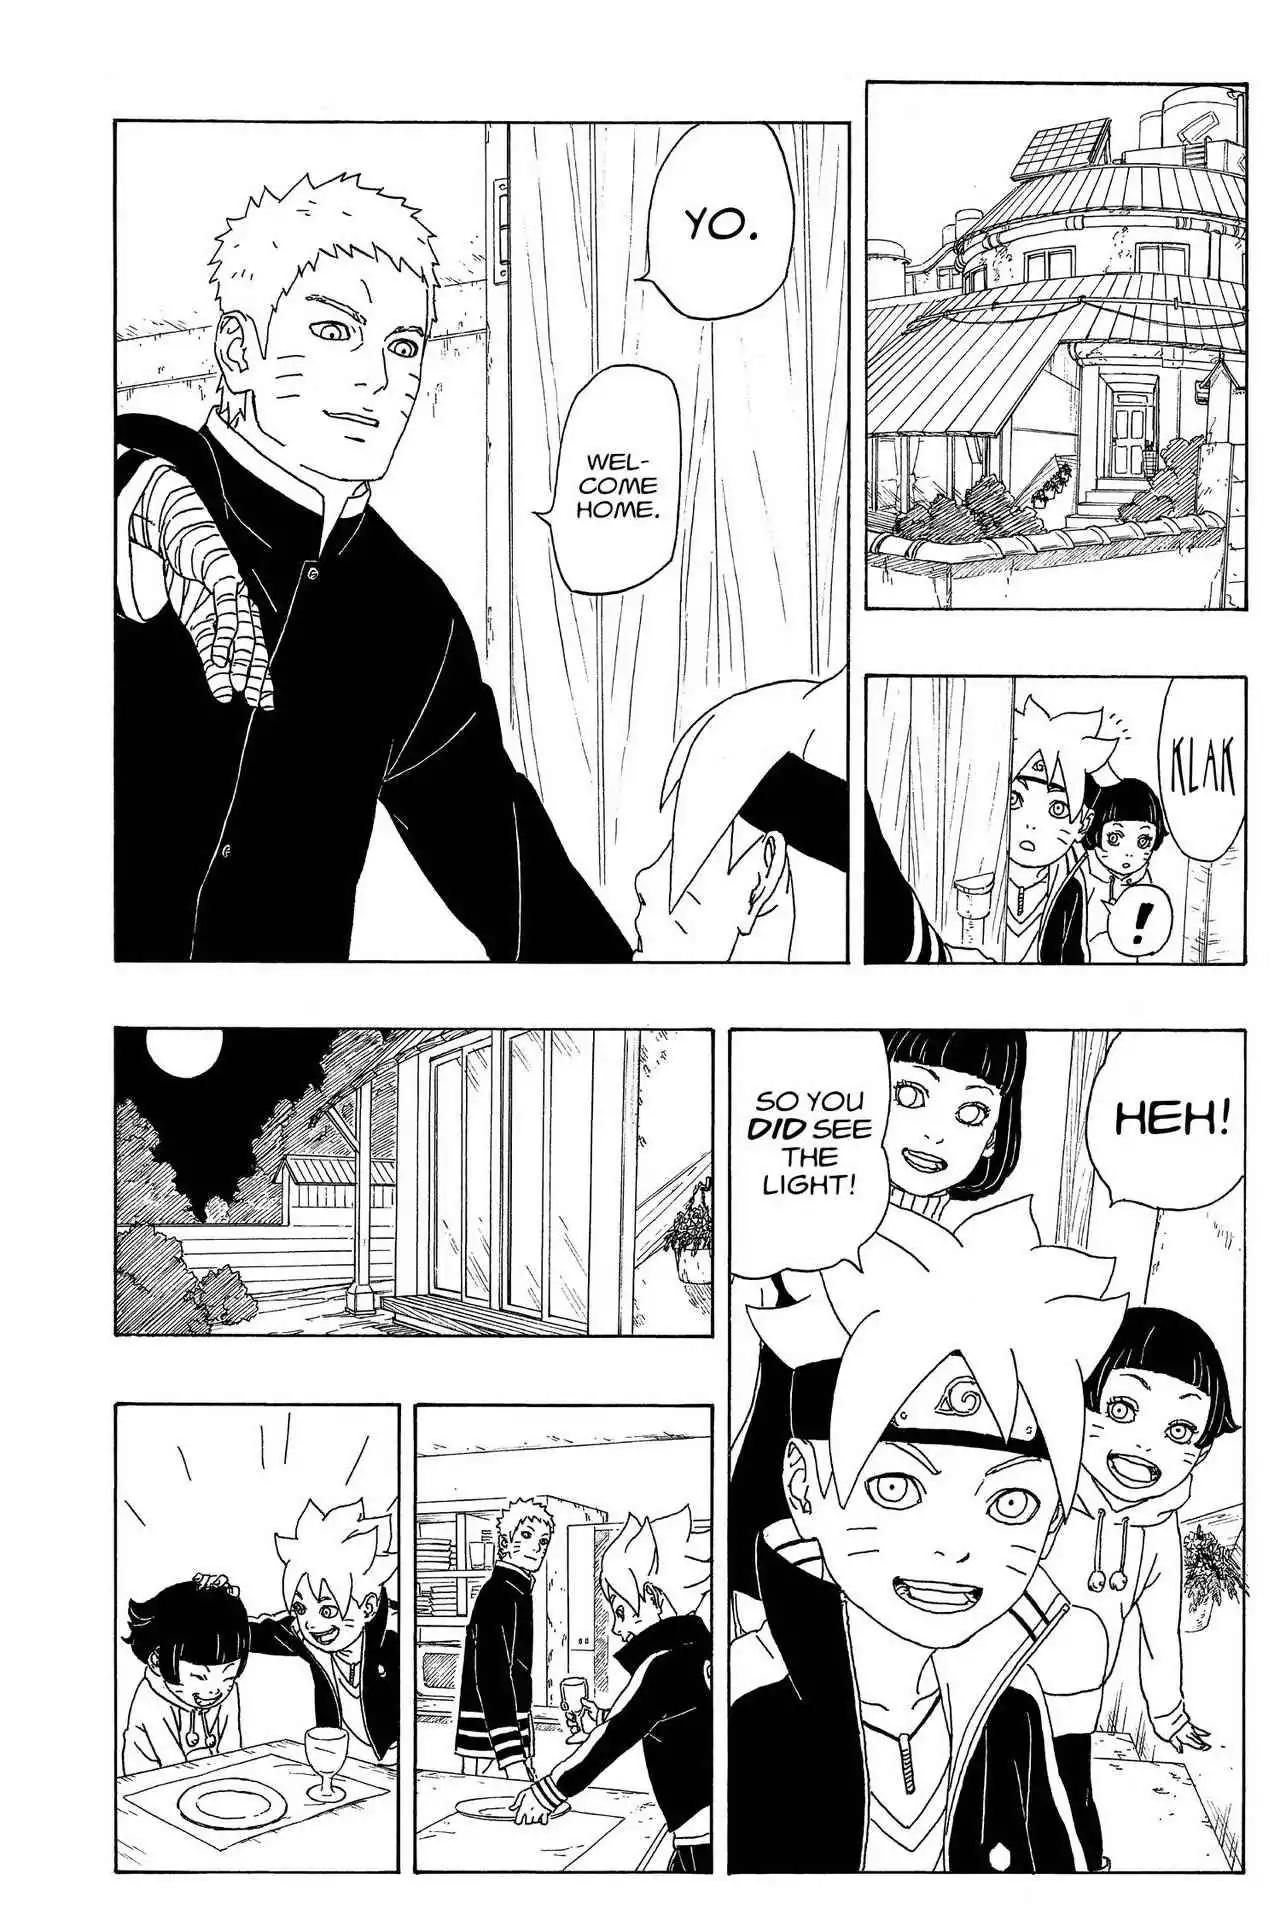 KLAK
!
YO.
WEL-
COME
HOME.
HEH!
SO YOU
DID SEE
THE
LIGHT!